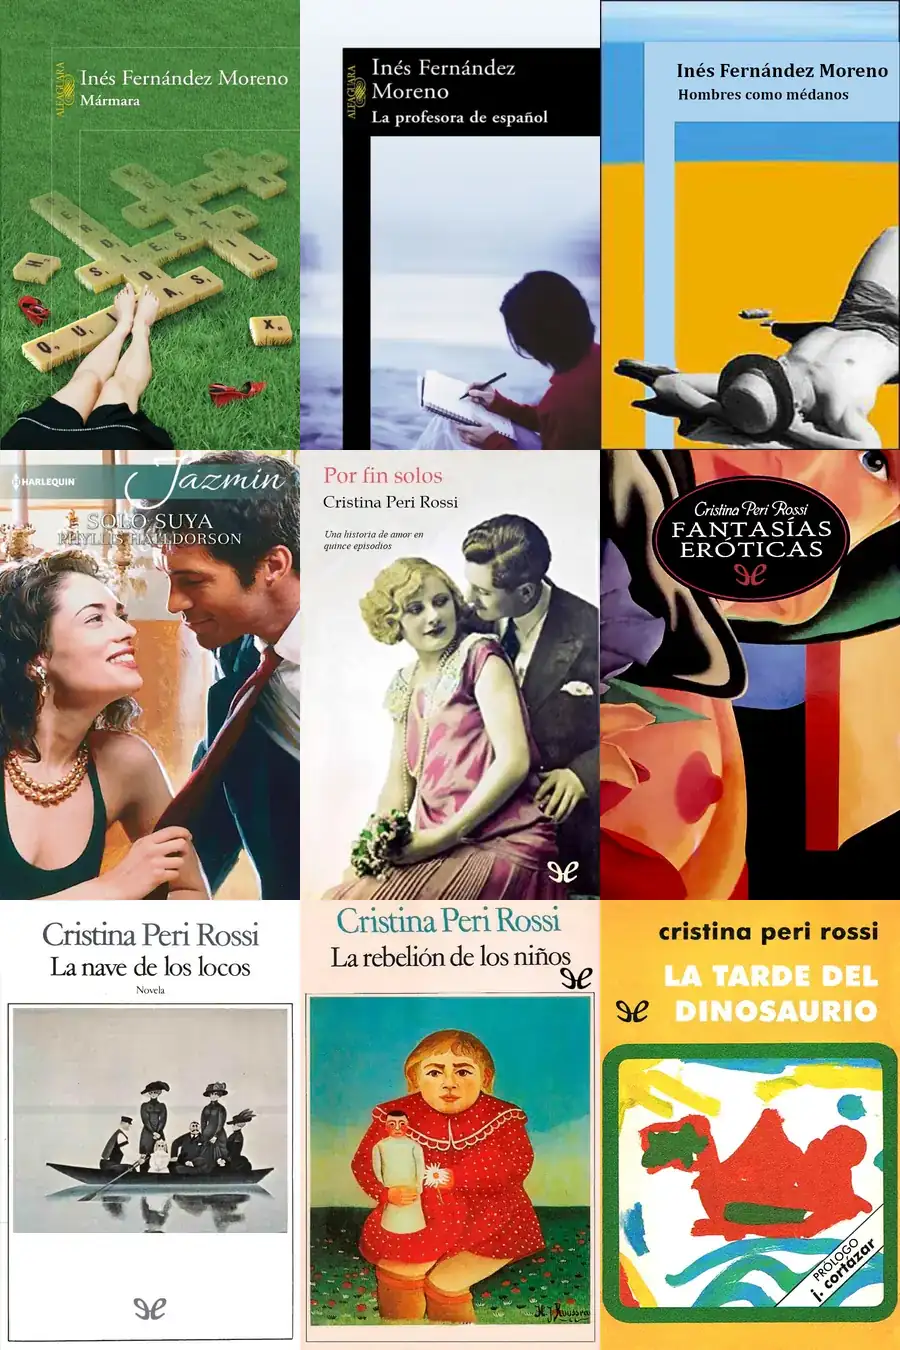 ALFAGUARA
Inés Fernández Moreno
Mármara
H
S I E S T A
S I D
Q U I A S
L I
X
ALFAGUARA
Inés Fernández
Moreno
La profesora de español
Inés Fernández Moreno
Hombres como médanos
HARLEQUIN
Jazmín
SOLO SUYA
PHYLLIS HALLDORSON
Por fin solos
Cristina Peri Rossi
Una historia de amor en
quince episodios
Cristina Peri Rossi
FANTASÍAS
ERÓTICAS
Cristina Peri Rossi
La nave de los locos
Novela
Cristina Peri Rossi
La rebelión de los niños
cristina peri rossi
LA TARDE DEL
DINOSAURIO
PRÓLOGO
j. cortázar